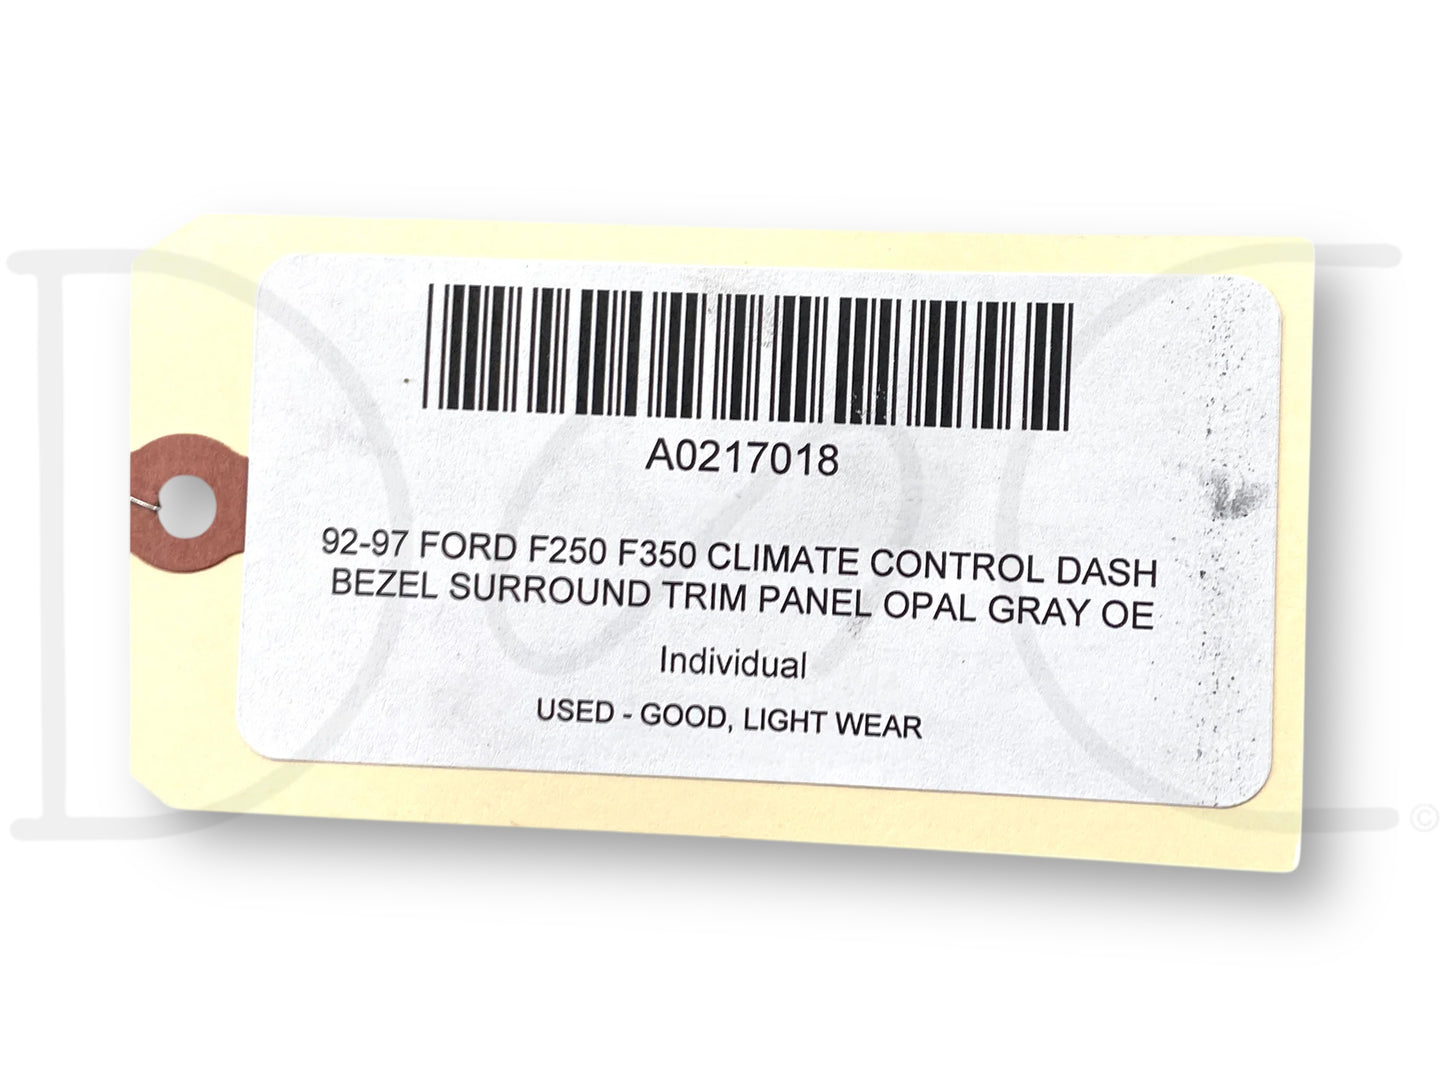 A0217018
92-97 FORD F250 F350 CLIMATE CONTROL DASH
BEZEL SURROUND TRIM PANEL OPAL GRAY OE
Individual
USED - GOOD, LIGHT WEAR
D C ©